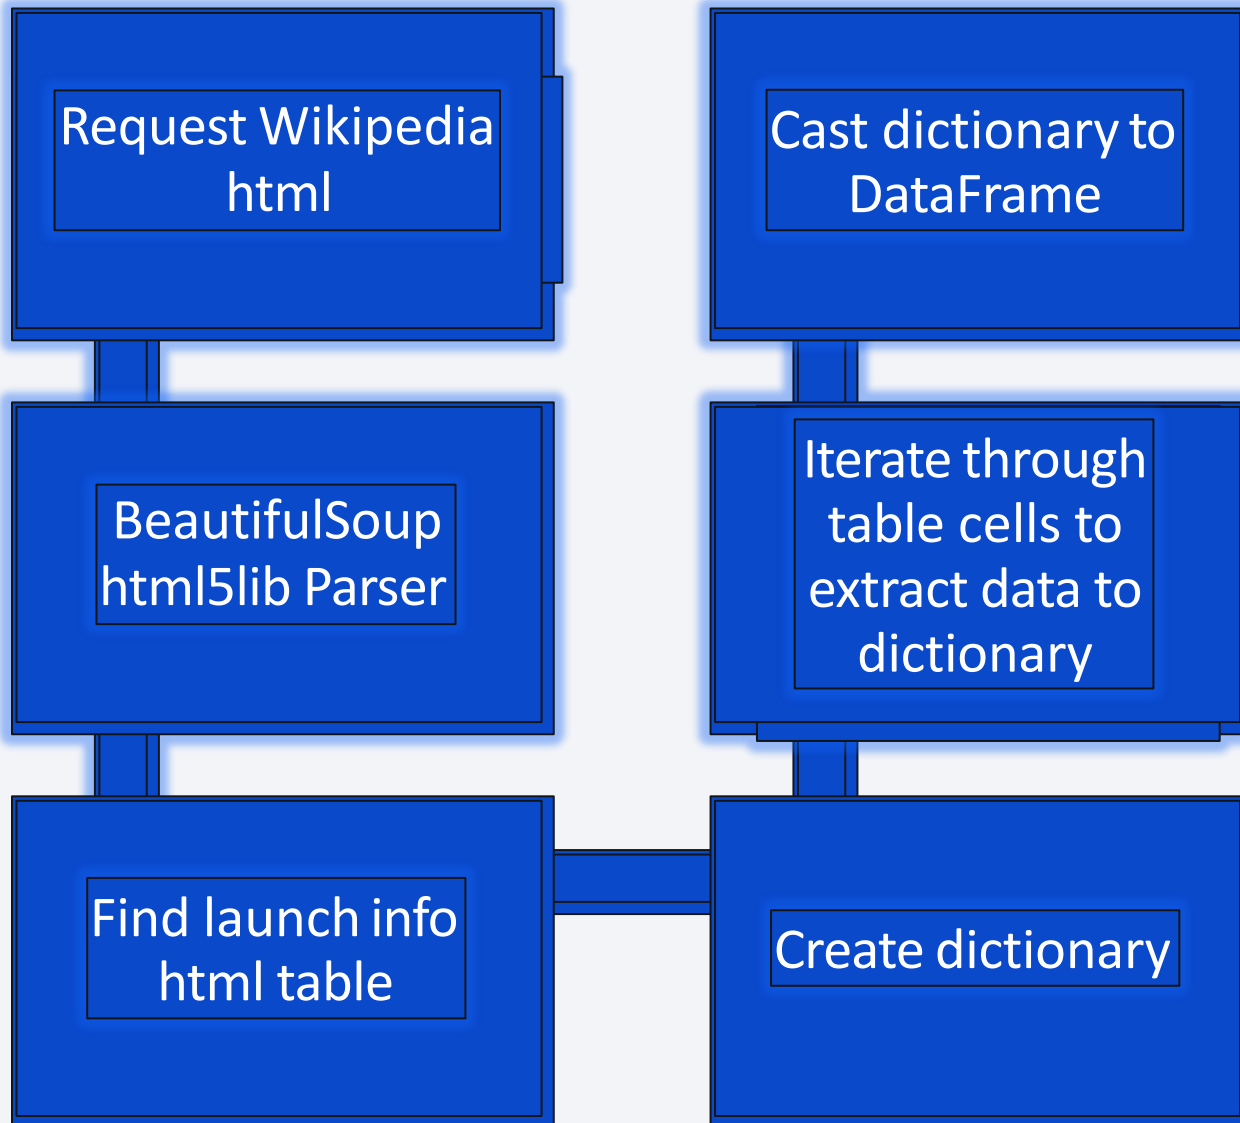 Request Wikipedia
html
BeautifulSoup
html5lib Parser
Find launch info
html table
Create dictionary
Iterate through
table cells to
extract data to
dictionary
Cast dictionary to
DataFrame